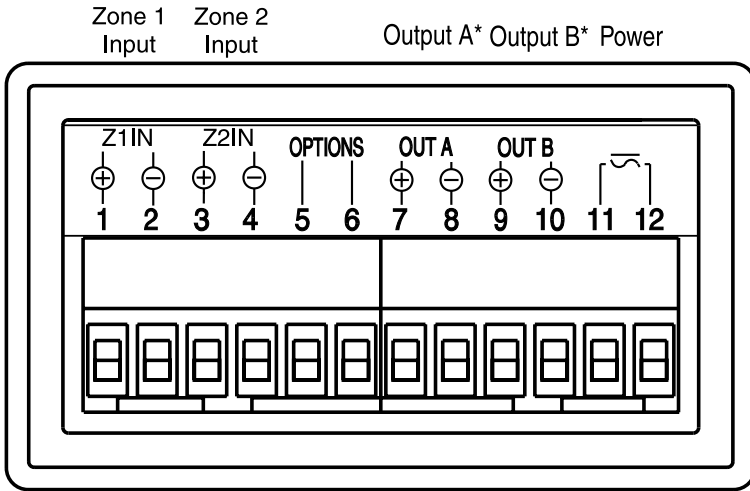 Zone 1 Input
Zone 2 Input
Output A* Output B* Power
Z1IN Z2IN OPTIONS OUT A OUT B
+ − + − + − + −
1 2 3 4 5 6 7 8 9 10 11 12